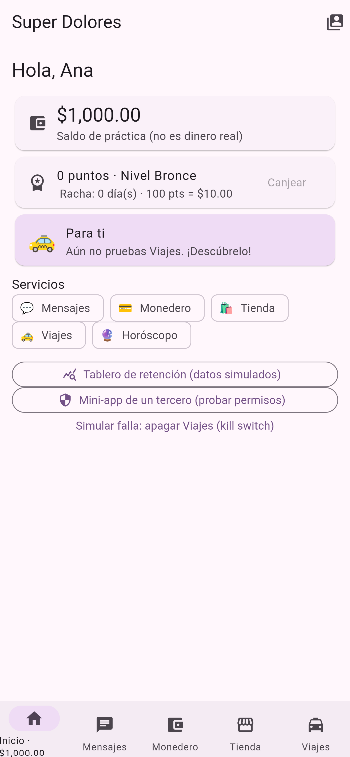 Super Dolores
Hola, Ana
$1,000.00
Saldo de práctica (no es dinero real)
0 puntos · Nivel Bronce
Canjear
Racha: 0 día(s) · 100 pts = $10.00
Para ti
Aún no pruebas Viajes. ¡Descúbrelo!
Servicios
Mensajes
Monedero
Tienda
Viajes
Horóscopo
Tablero de retención (datos simulados)
Mini-app de un tercero (probar permisos)
Simular falla: apagar Viajes (kill switch)
Inicio ·
$1,000.00
Mensajes
Monedero
Tienda
Viajes